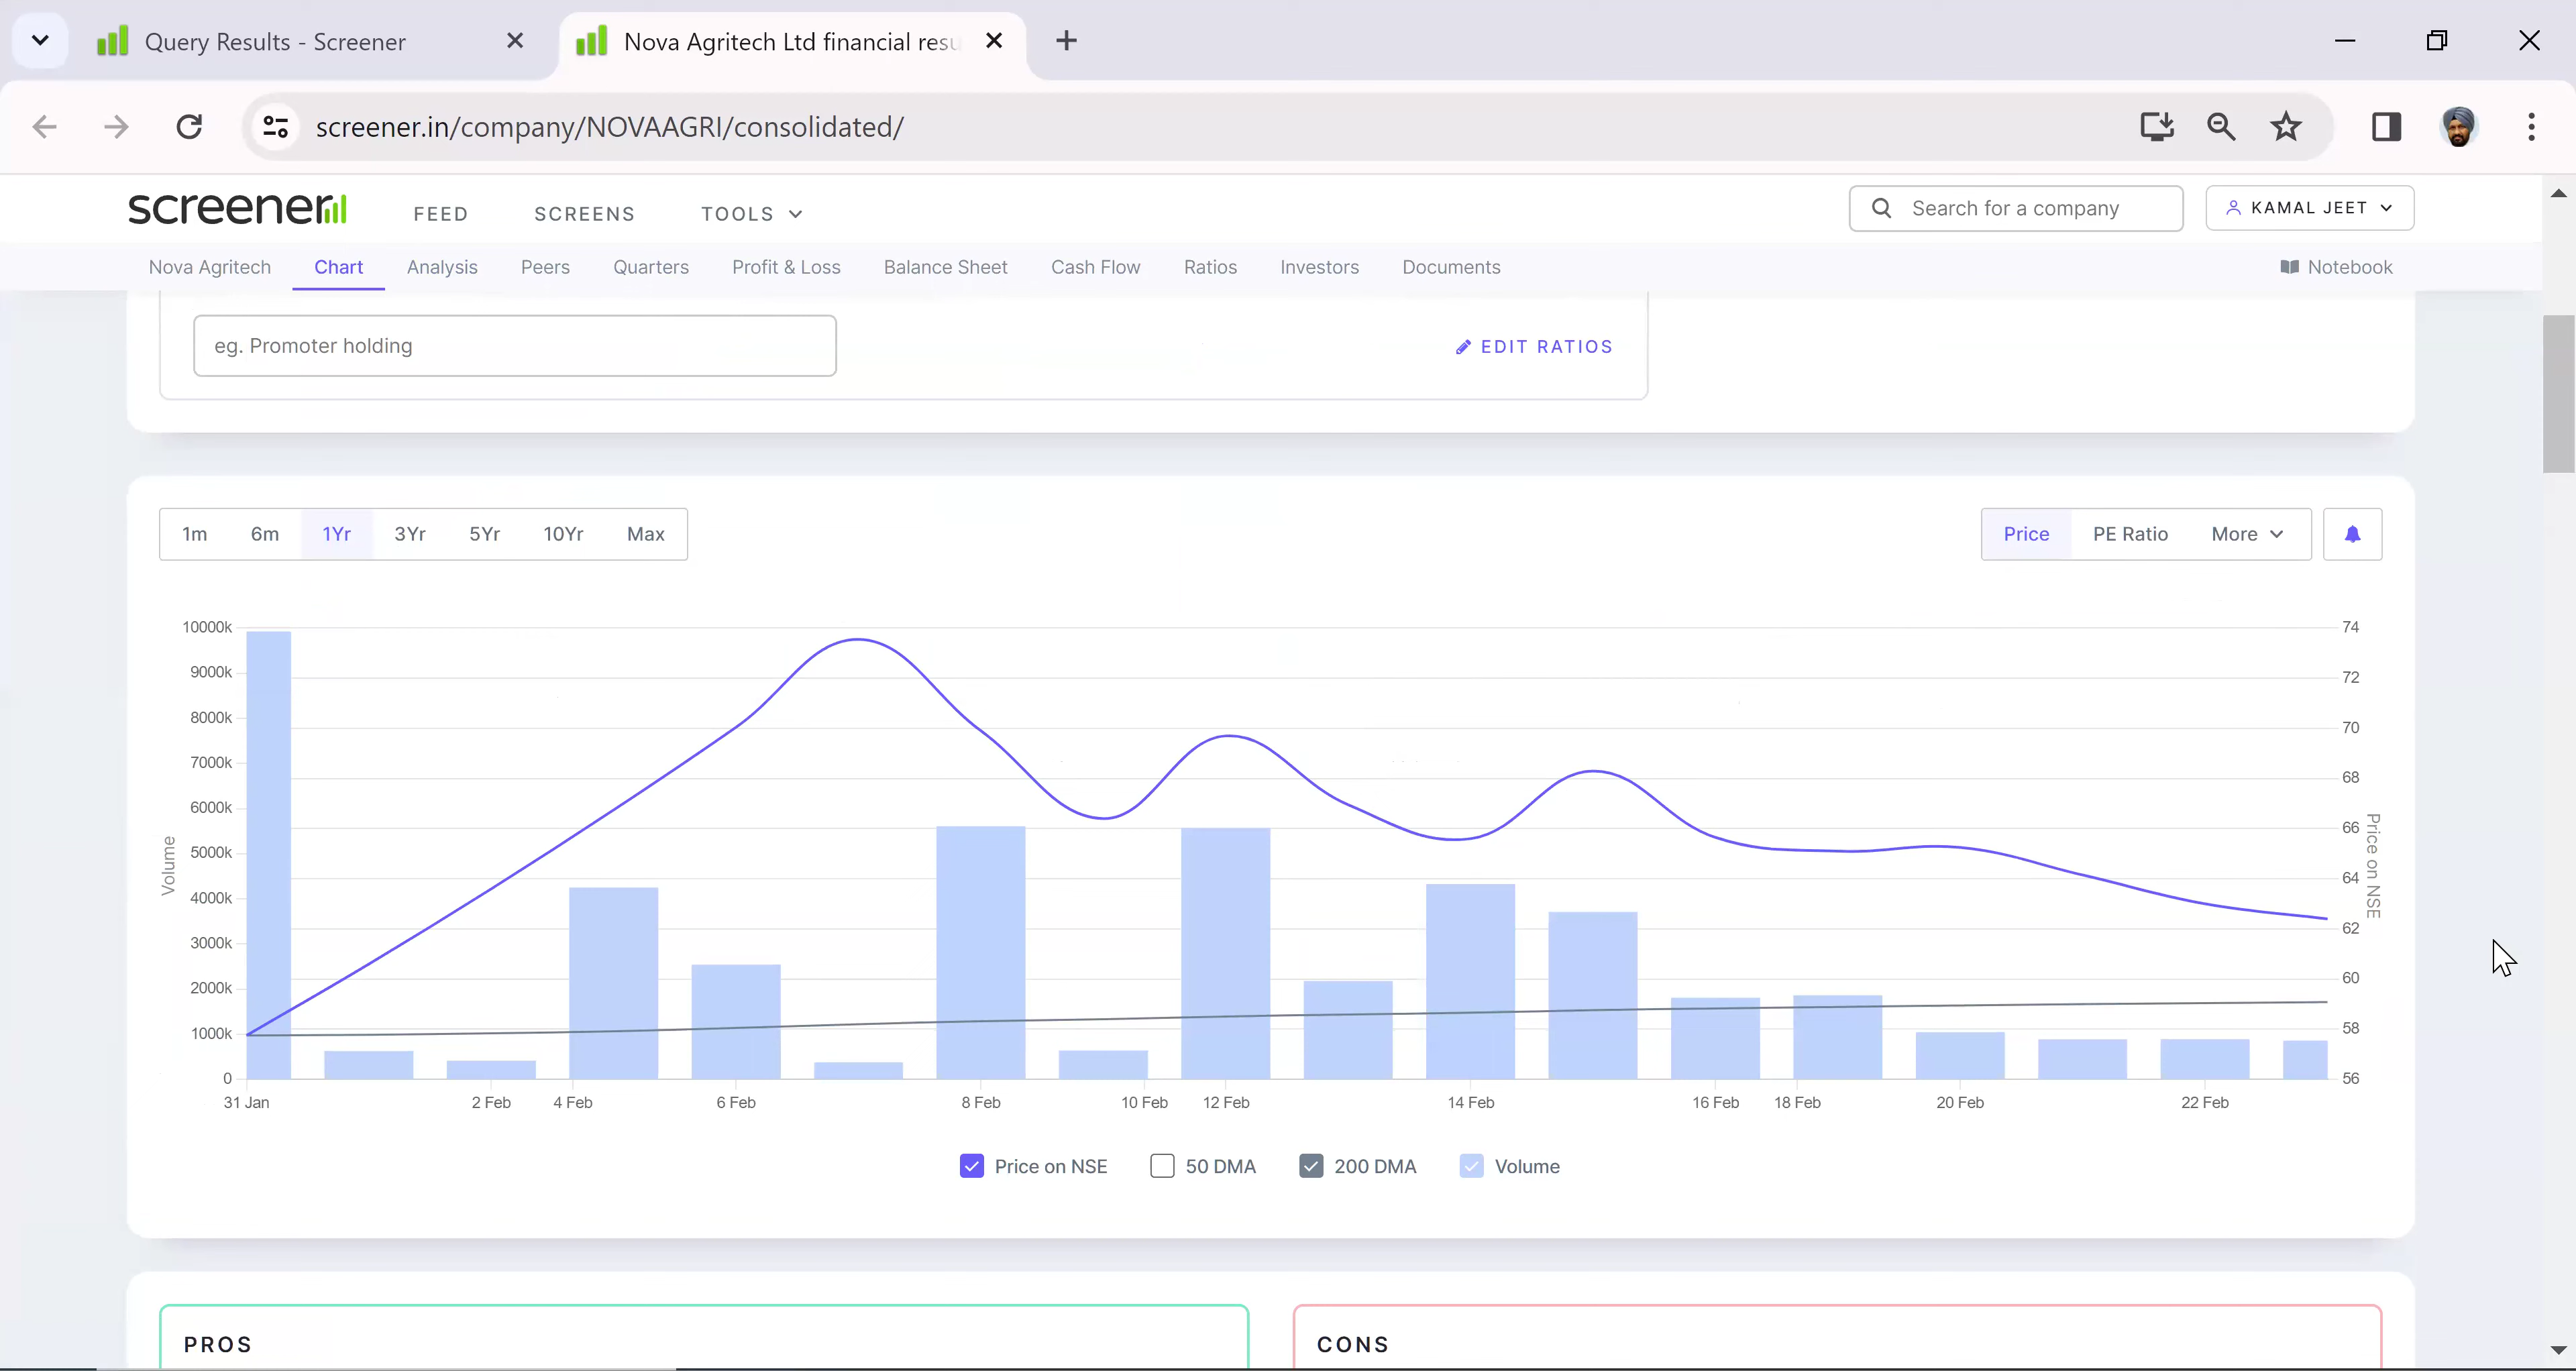 Query Results - Screener
Nova Agritech Ltd financial resu
screener.in/company/NOVAAGRI/consolidated/
screener
FEED
SCREENS
TOOLS
Search for a company
KAMAL JEET
Nova Agritech
Chart
Analysis
Peers
Quarters
Profit & Loss
Balance Sheet
Cash Flow
Ratios
Investors
Documents
Notebook
eg. Promoter holding
EDIT RATIOS
1m
6m
1Yr
3Yr
5Yr
10Yr
Max
Price
PE Ratio
More
10000k
9000k
8000k
7000k
6000k
5000k
4000k
3000k
2000k
1000k
0
Volume
74
72
70
68
66
64
62
60
58
56
Price on NSE
31 Jan
2 Feb
4 Feb
6 Feb
8 Feb
10 Feb
12 Feb
14 Feb
16 Feb
18 Feb
20 Feb
22 Feb
Price on NSE
50 DMA
200 DMA
Volume
PROS
CONS